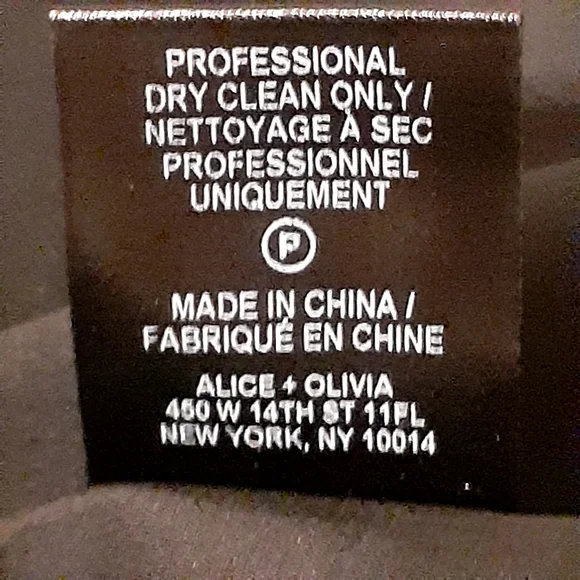 PROFESSIONAL
DRY CLEAN ONLY /
NETTOYAGE À SEC
PROFESSIONNEL
UNIQUEMENT
P
MADE IN CHINA /
FABRIQUÉ EN CHINE
ALICE + OLIVIA
450 W 14TH ST 11FL
NEW YORK, NY 10014